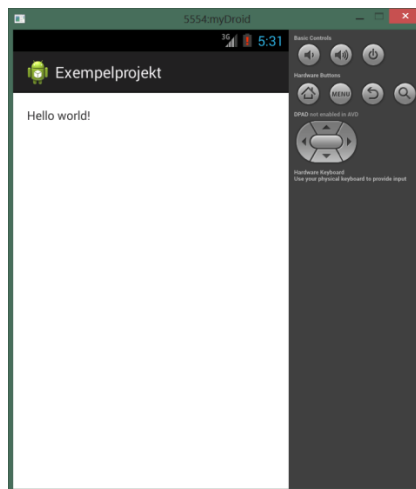 5554:myDroid
3G 5:31
Exempelprojekt
Hello world!
Basic Controls
Hardware Buttons
MENU
DPAD not enabled in AVD
Hardware Keyboard
Use your physical keyboard to provide input